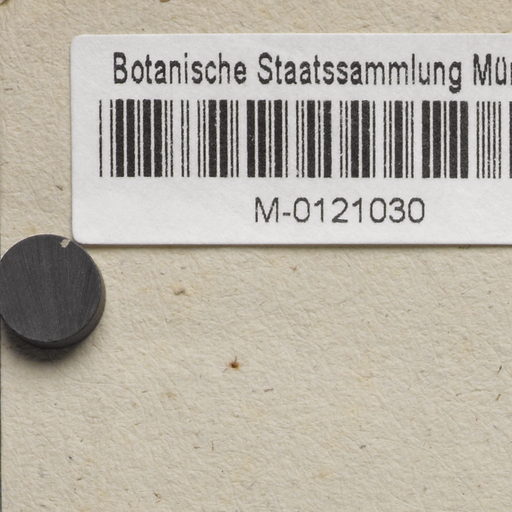 Botanische Staatssammlung Mün
M-0121030